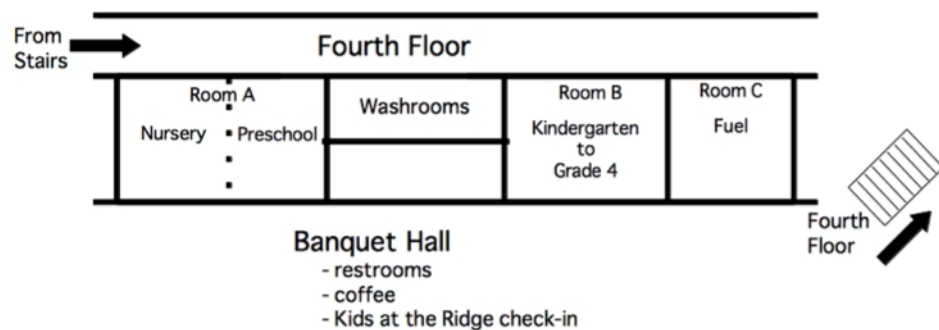 From
Stairs
Fourth Floor
Room A
Nursery
Preschool
Washrooms
Room B
Kindergarten
to
Grade 4
Room C
Fuel
Fourth
Floor
Banquet Hall
- restrooms
- coffee
- Kids at the Ridge check-in